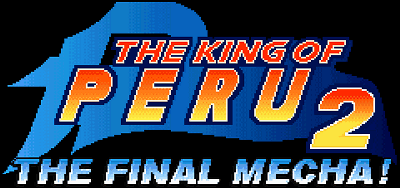 THE KING OF
PERU 2
THE FINAL MECHA!